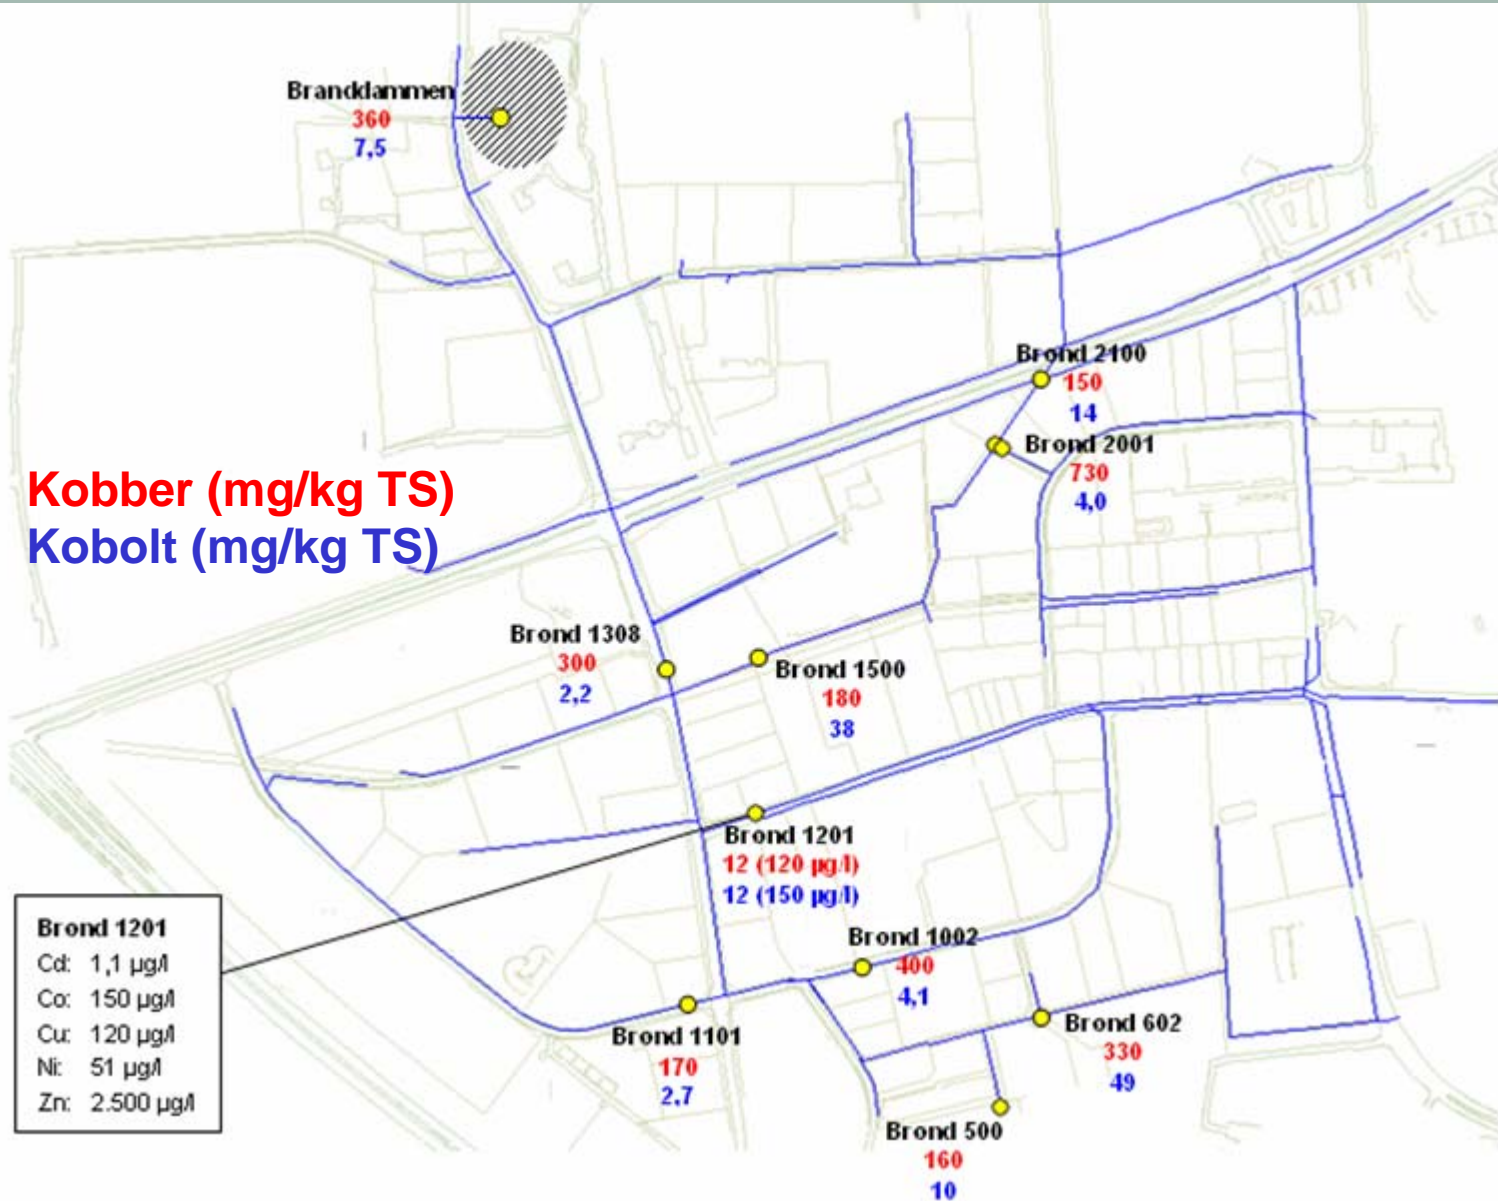 Branddammen
360
7,5
Brond 2100
150
14
Brond 2001
730
4,0
Kobber (mg/kg TS)
Kobolt (mg/kg TS)
Brond 1308
300
2,2
Brond 1500
180
38
Brond 1201
12 (120 µg/l)
12 (150 µg/l)
Brond 1201
Cd: 1,1 µg/l
Co: 150 µg/l
Cu: 120 µg/l
Ni: 51 µg/l
Zn: 2.500 µg/l
Brond 1002
400
4,1
Brond 1101
170
2,7
Brond 602
330
49
Brond 500
160
10